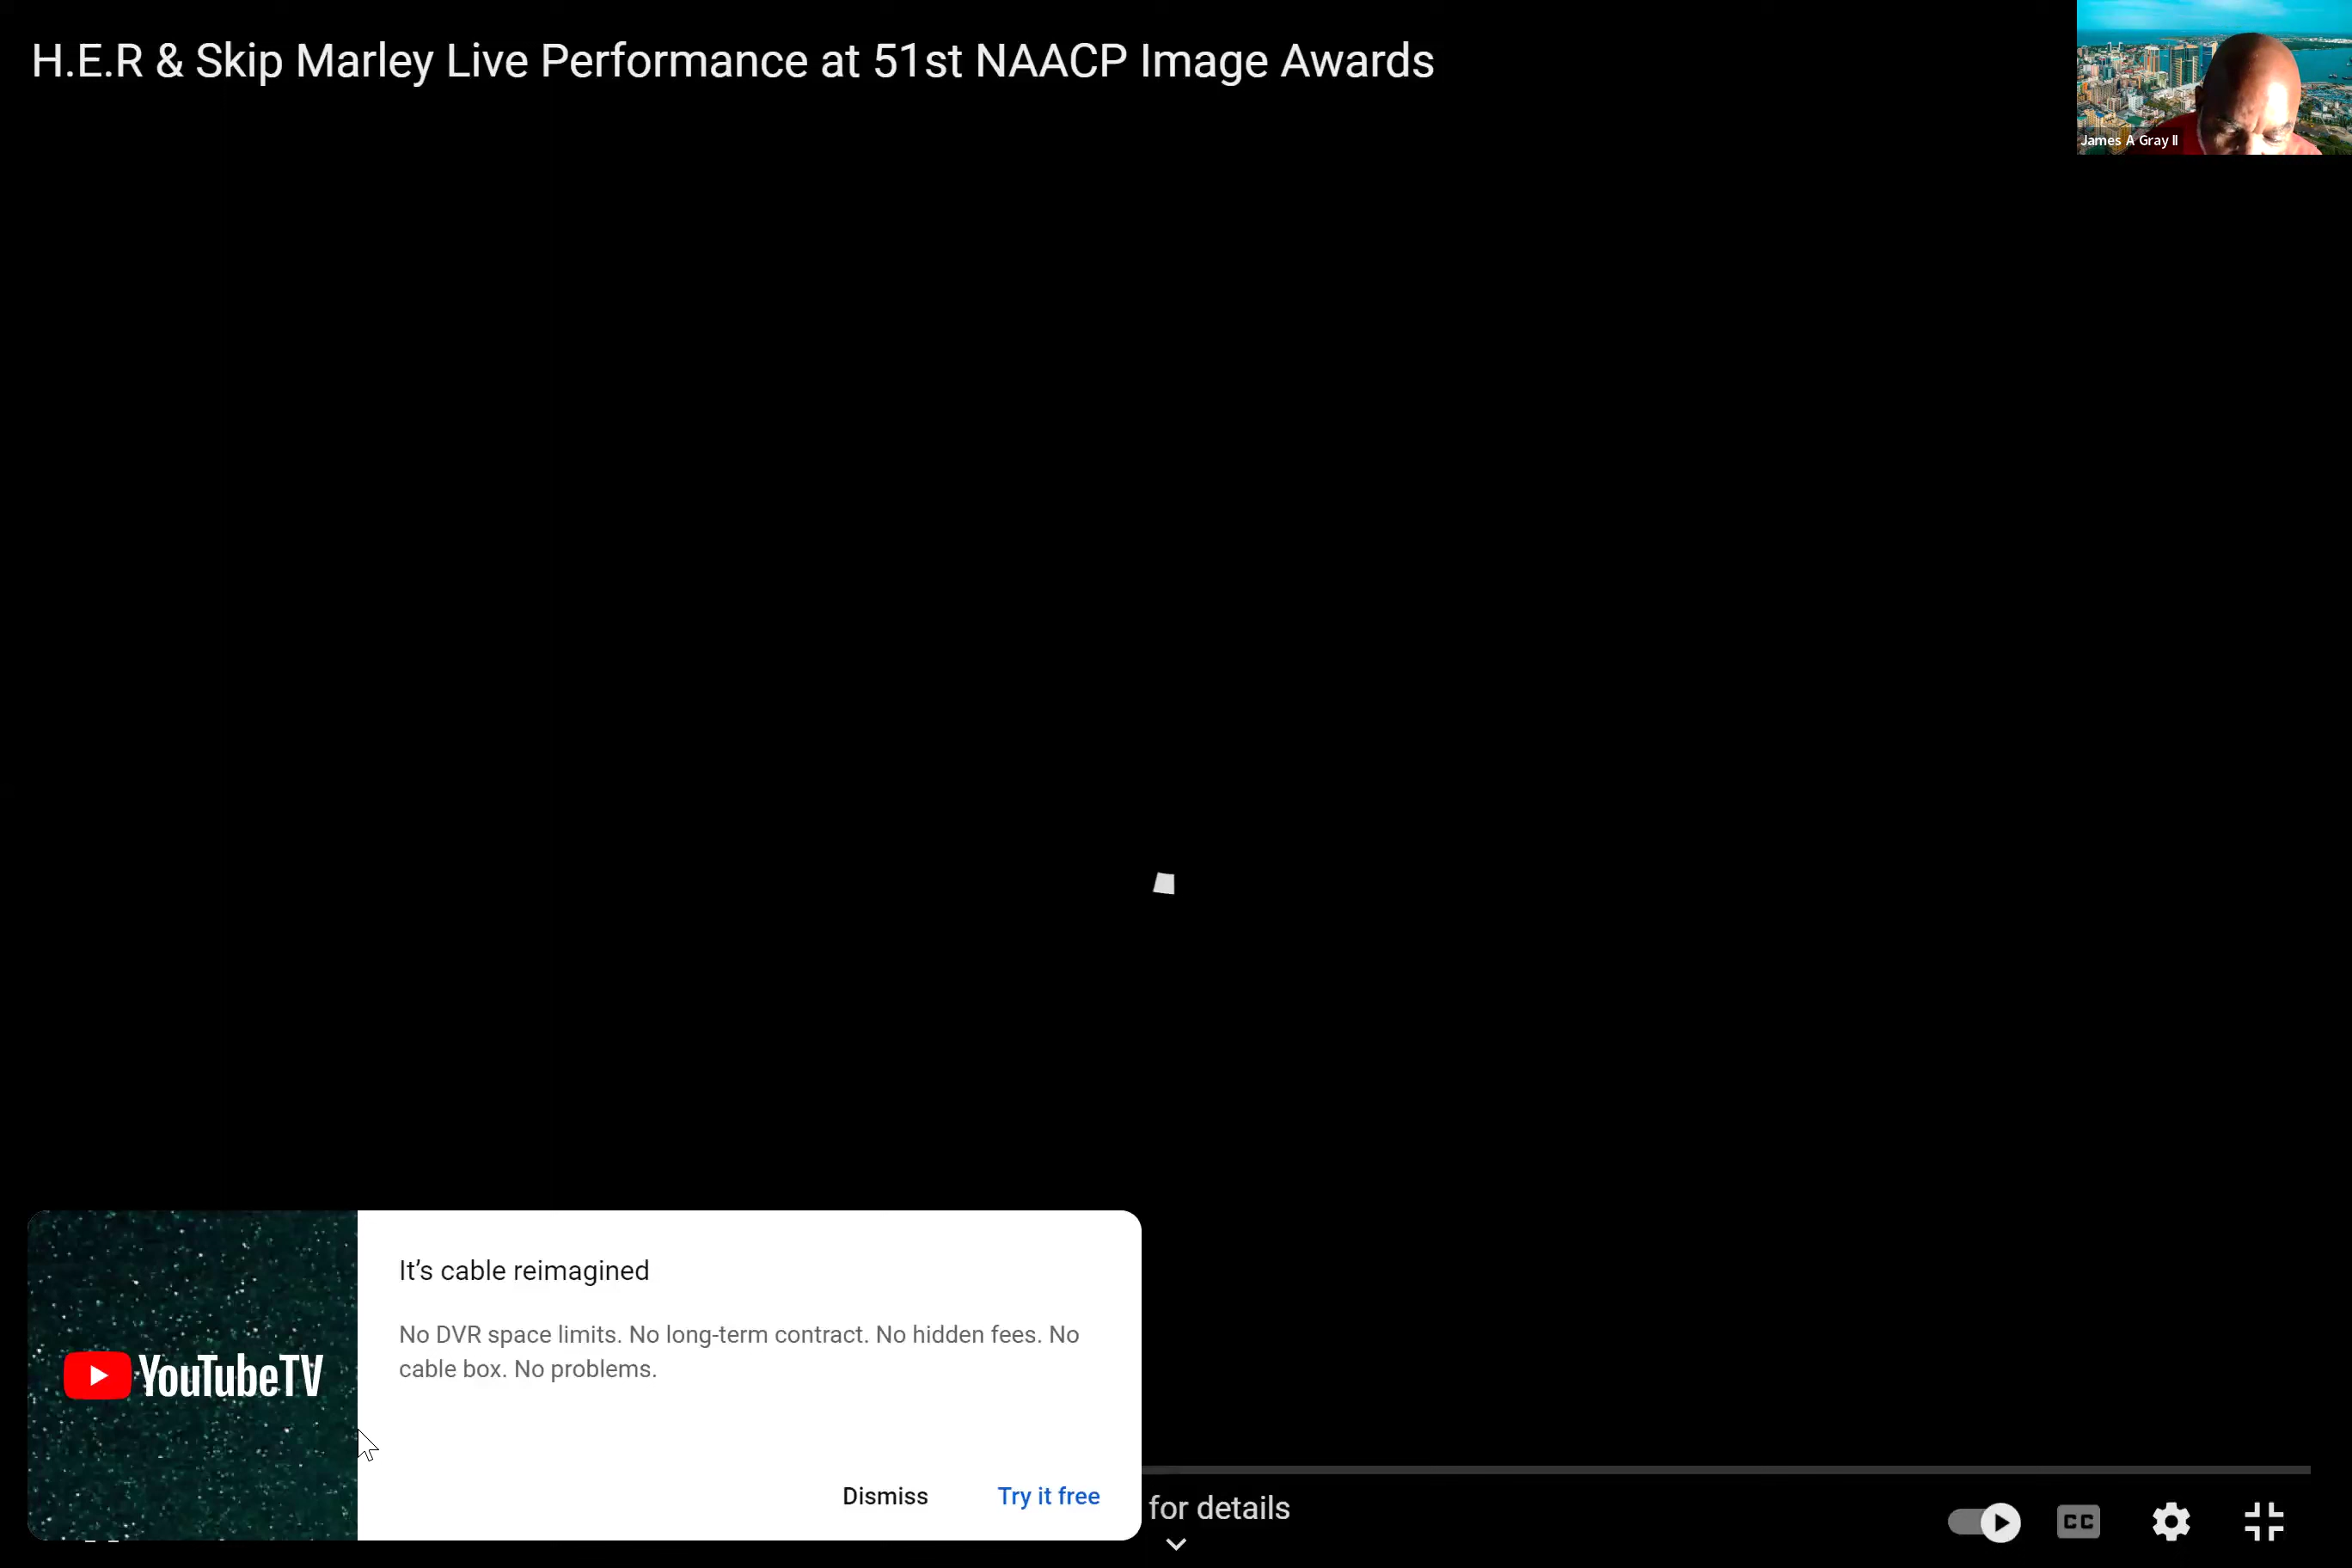 H.E.R & Skip Marley Live Performance at 51st NAACP Image Awards
James A Gray II
YouTubeTV
It’s cable reimagined
No DVR space limits. No long-term contract. No hidden fees. No
cable box. No problems.
Dismiss
Try it free
for details
CC